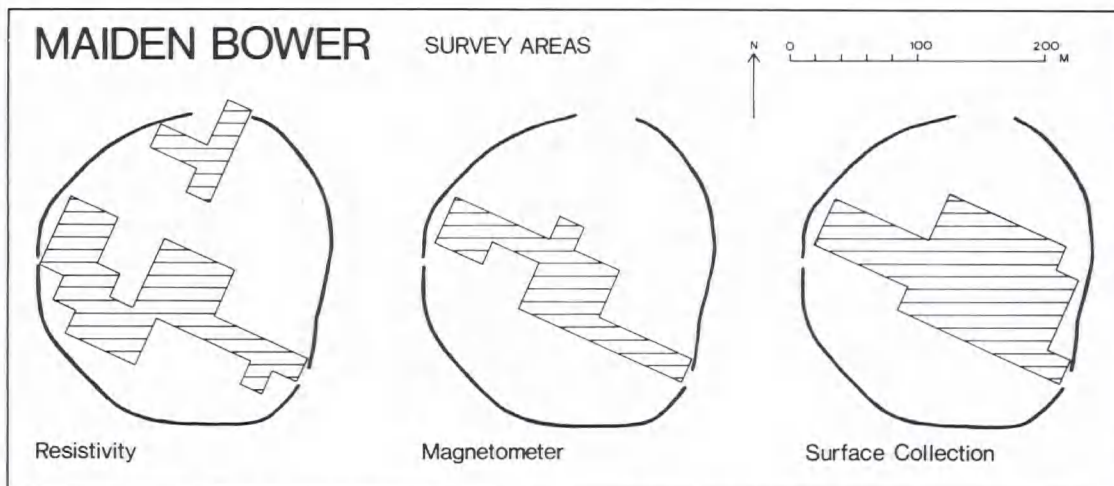 MAIDEN BOWER SURVEY AREAS
N 0 100 200 M
Resistivity Magnetometer Surface Collection